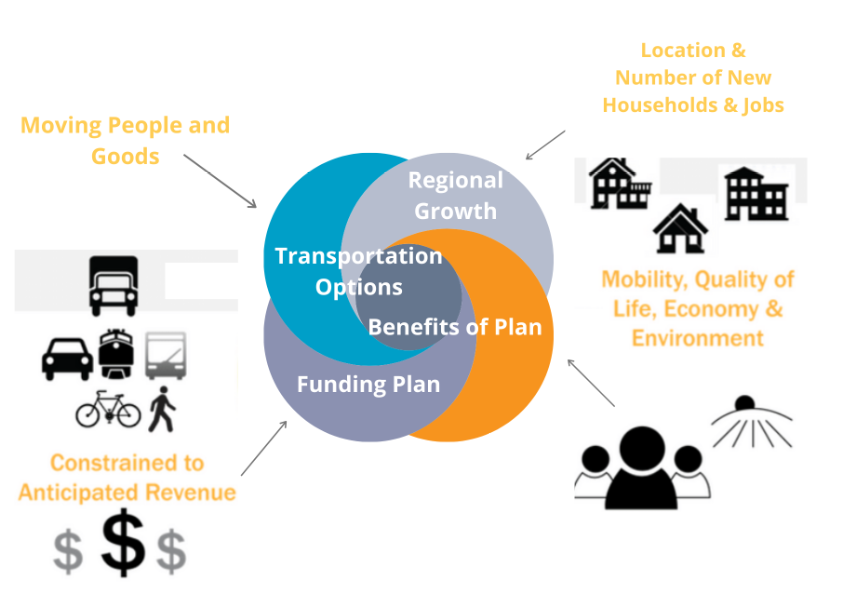 Location &
Number of New
Households & Jobs
Moving People and
Goods
Regional
Growth
Transportation
Options
Benefits of Plan
Funding Plan
Mobility, Quality of
Life, Economy &
Environment
Constrained to
Anticipated Revenue
$ $ $